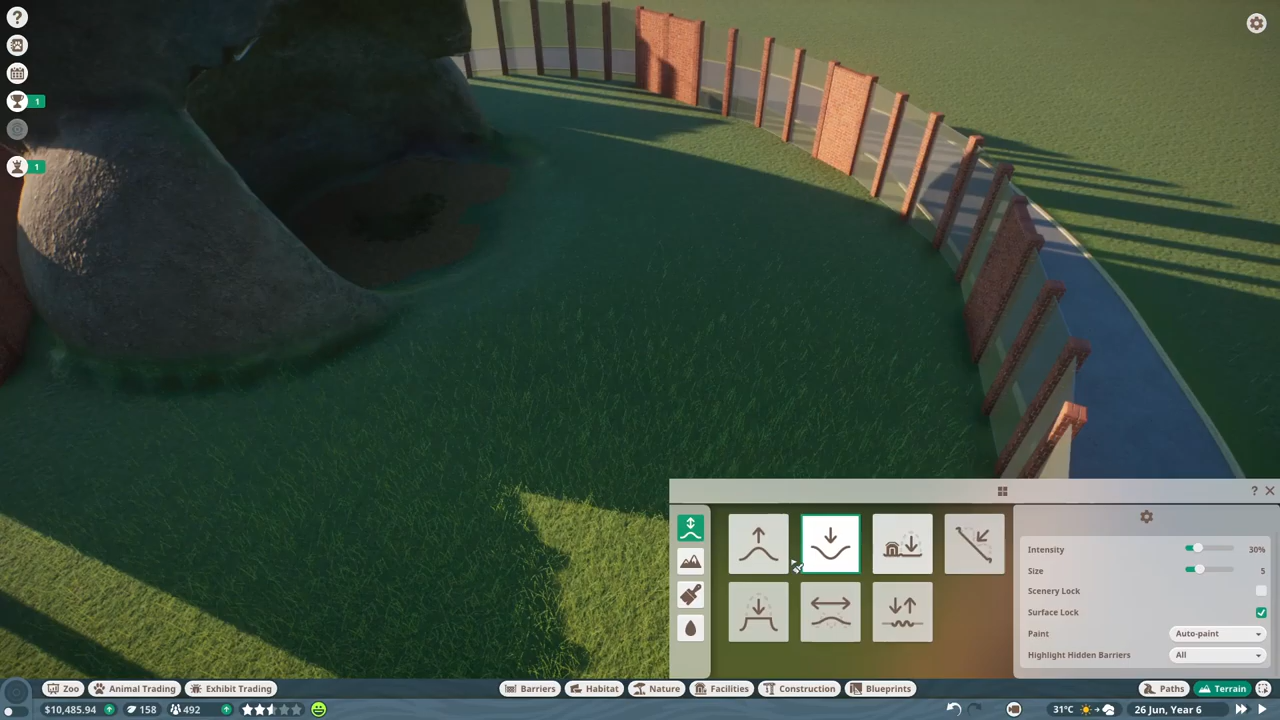 ?
1
1
?
Intensity 30%
Size 5
Scenery Lock
Surface Lock
Paint Auto-paint
Highlight Hidden Barriers All
Zoo Animal Trading Exhibit Trading Barriers Habitat Nature Facilities Construction Blueprints Paths Terrain
$10,485.94 158 492 31°C 26 Jun, Year 6